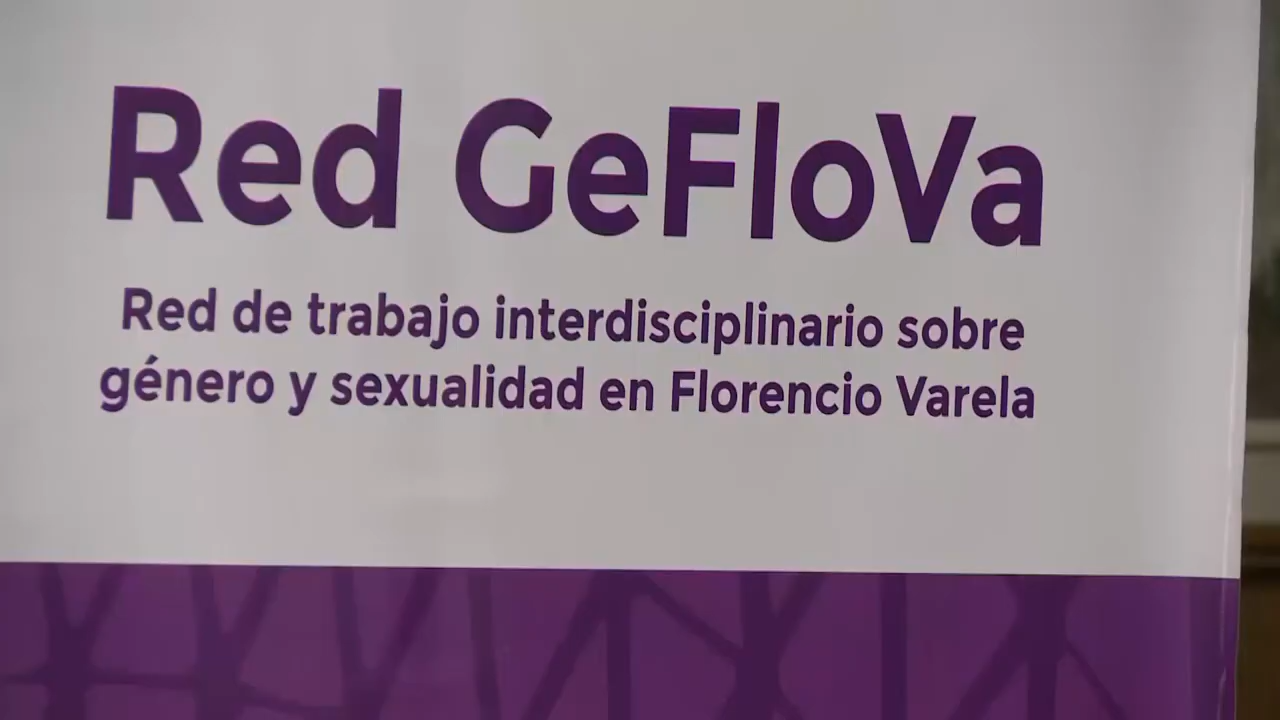 Red GeFloVa
Red de trabajo interdisciplinario sobre
género y sexualidad en Florencio Varela